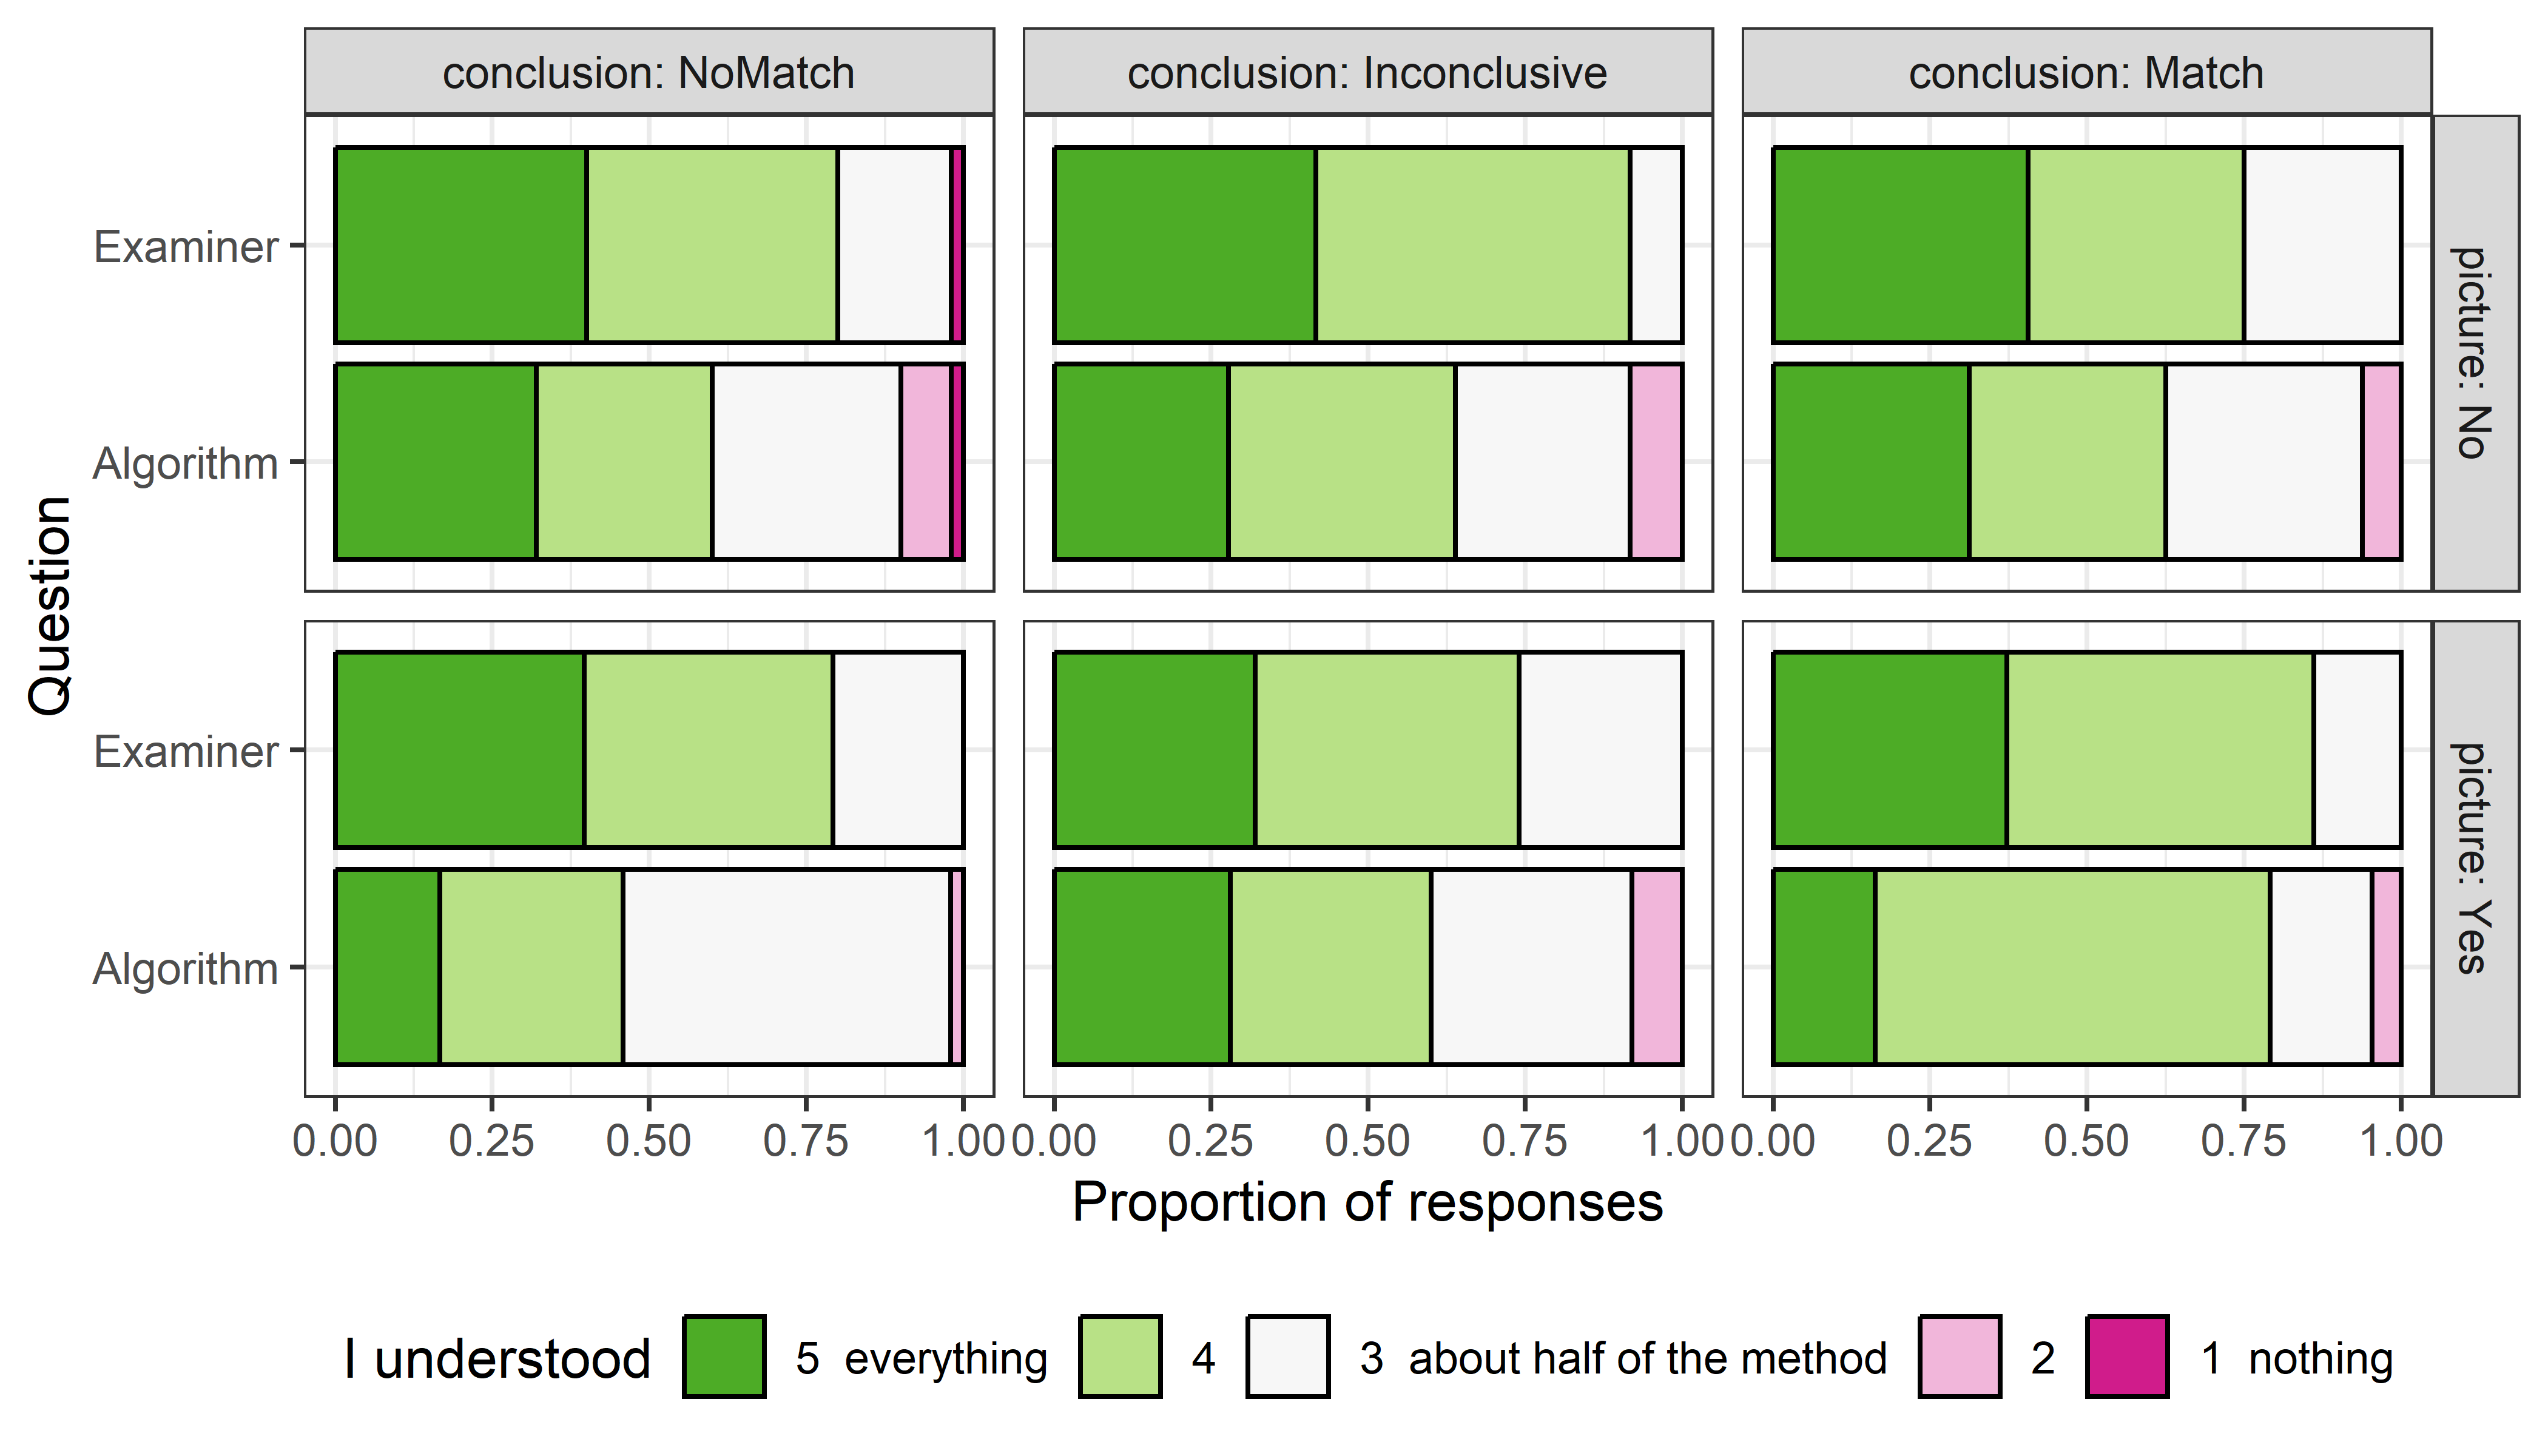 conclusion: NoMatch
conclusion: Inconclusive
conclusion: Match
Examiner
Algorithm
picture: No
Question
Examiner
Algorithm
picture: Yes
0.00 0.25 0.50 0.75 1.00
0.00 0.25 0.50 0.75 1.00
0.00 0.25 0.50 0.75 1.00
Proportion of responses
I understood 5 everything 4 3 about half of the method 2 1 nothing